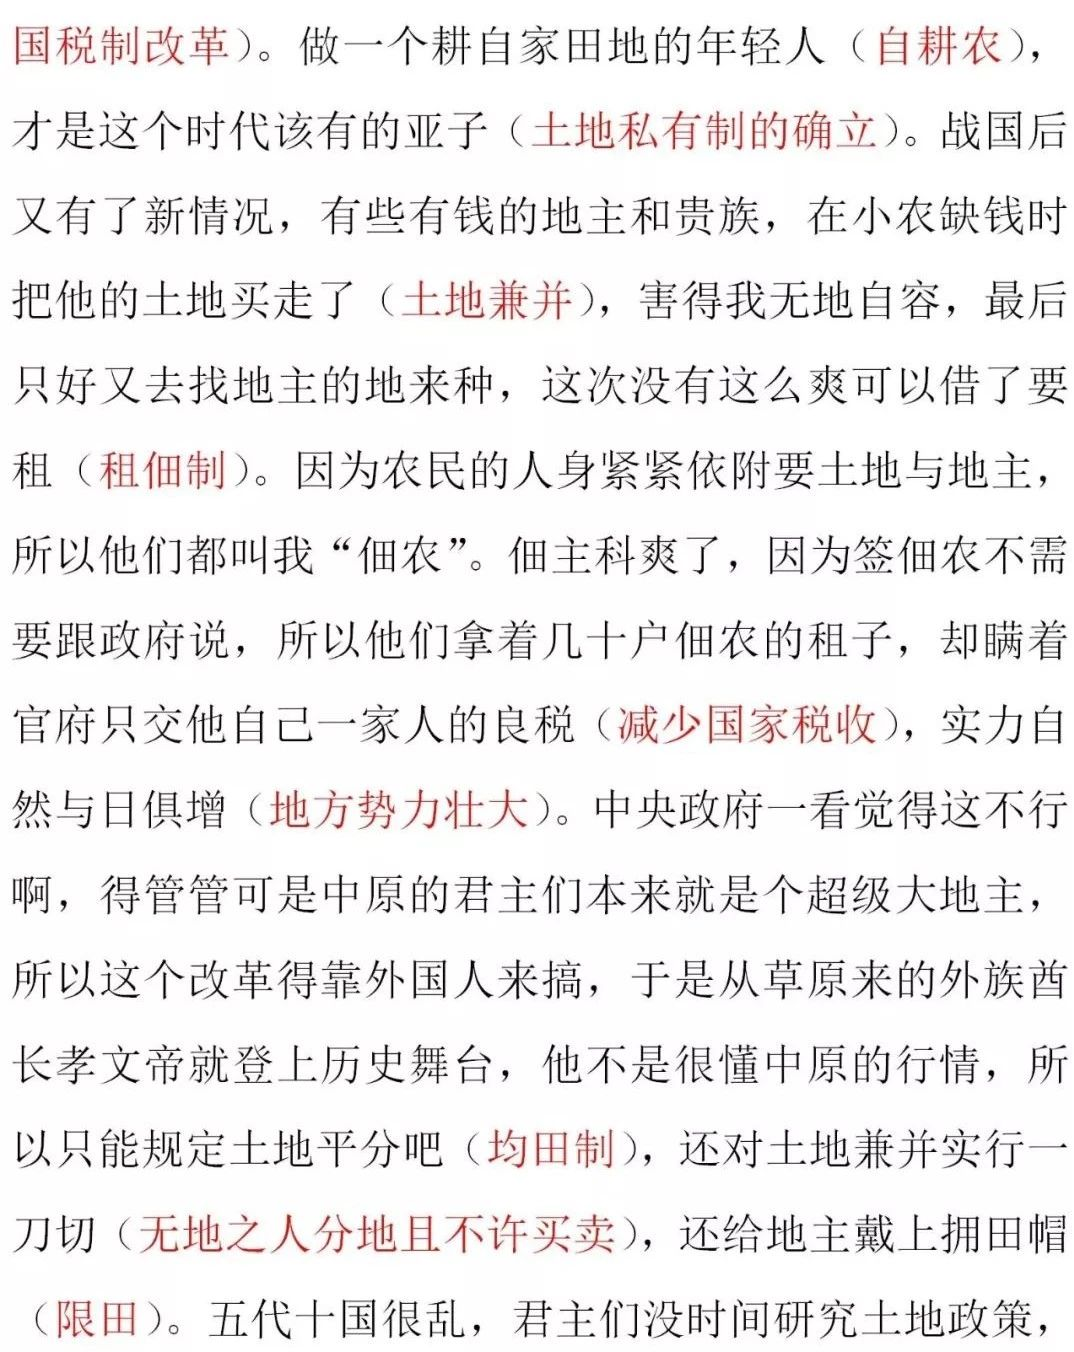 国税制改革）。做一个耕自家田地的年轻人（自耕农），
才是这个时代该有的亚子（土地私有制的确立）。战国后
又有了新情况，有些有钱的地主和贵族，在小农缺钱时
把他的土地买走了（土地兼并），害得我无地自容，最后
只好又去找地主的地来种，这次没有这么爽可以借了要
租（租佃制）。因为农民的人身紧紧依附要土地与地主，
所以他们都叫我“佃农”。佃主科爽了，因为签佃农不需
要跟政府说，所以他们拿着几十户佃农的租子，却瞒着
官府只交他自己一家人的良税（减少国家税收），实力自
然与日俱增（地方势力壮大）。中央政府一看觉得这不行
啊，得管管可是中原的君主们本来就是个超级大地主，
所以这个改革得靠外国人来搞，于是从草原来的外族酋
长孝文帝就登上历史舞台，他不是很懂中原的行情，所
以只能规定土地平分吧（均田制），还对土地兼并实行一
刀切（无地之人分地且不许买卖），还给地主戴上拥田帽
（限田）。五代十国很乱，君主们没时间研究土地政策，